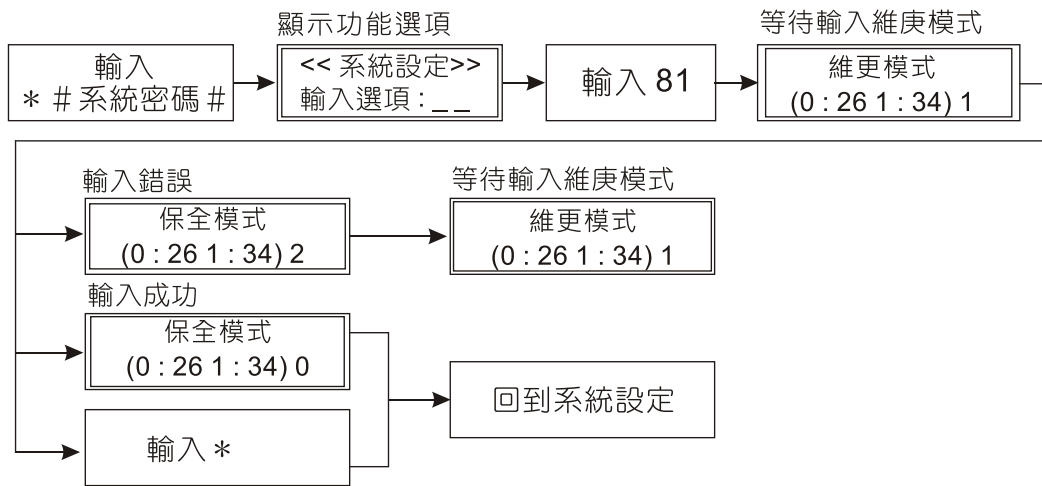 輸入
＊＃系統密碼＃
顯示功能選項
<< 系統設定>>
輸入選項 : _ _
輸入 81
等待輸入維庚模式
維更模式
(0 : 26 1 : 34) 1
輸入錯誤
保全模式
(0 : 26 1 : 34) 2
等待輸入維庚模式
維更模式
(0 : 26 1 : 34) 1
輸入成功
保全模式
(0 : 26 1 : 34) 0
輸入＊
回到系統設定